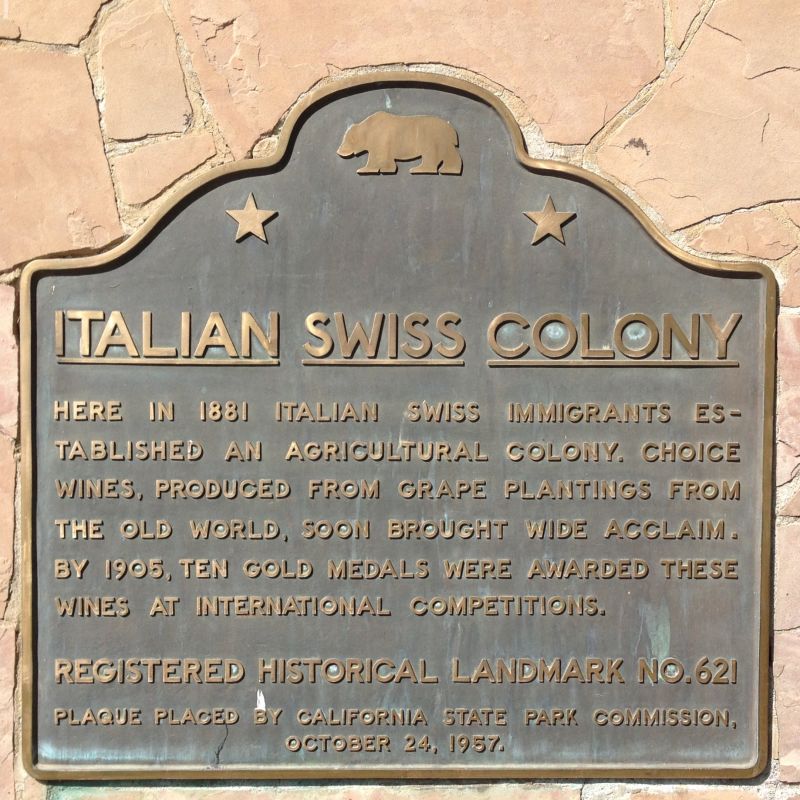 ITALIAN SWISS COLONY
HERE IN 1881 ITALIAN SWISS IMMIGRANTS ES-
TABLISHED AN AGRICULTURAL COLONY. CHOICE
WINES, PRODUCED FROM GRAPE PLANTINGS FROM
THE OLD WORLD, SOON BROUGHT WIDE ACCLAIM.
BY 1905, TEN GOLD MEDALS WERE AWARDED THESE
WINES AT INTERNATIONAL COMPETITIONS.
REGISTERED HISTORICAL LANDMARK NO. 621
PLAQUE PLACED BY CALIFORNIA STATE PARK COMMISSION,
OCTOBER 24, 1957.